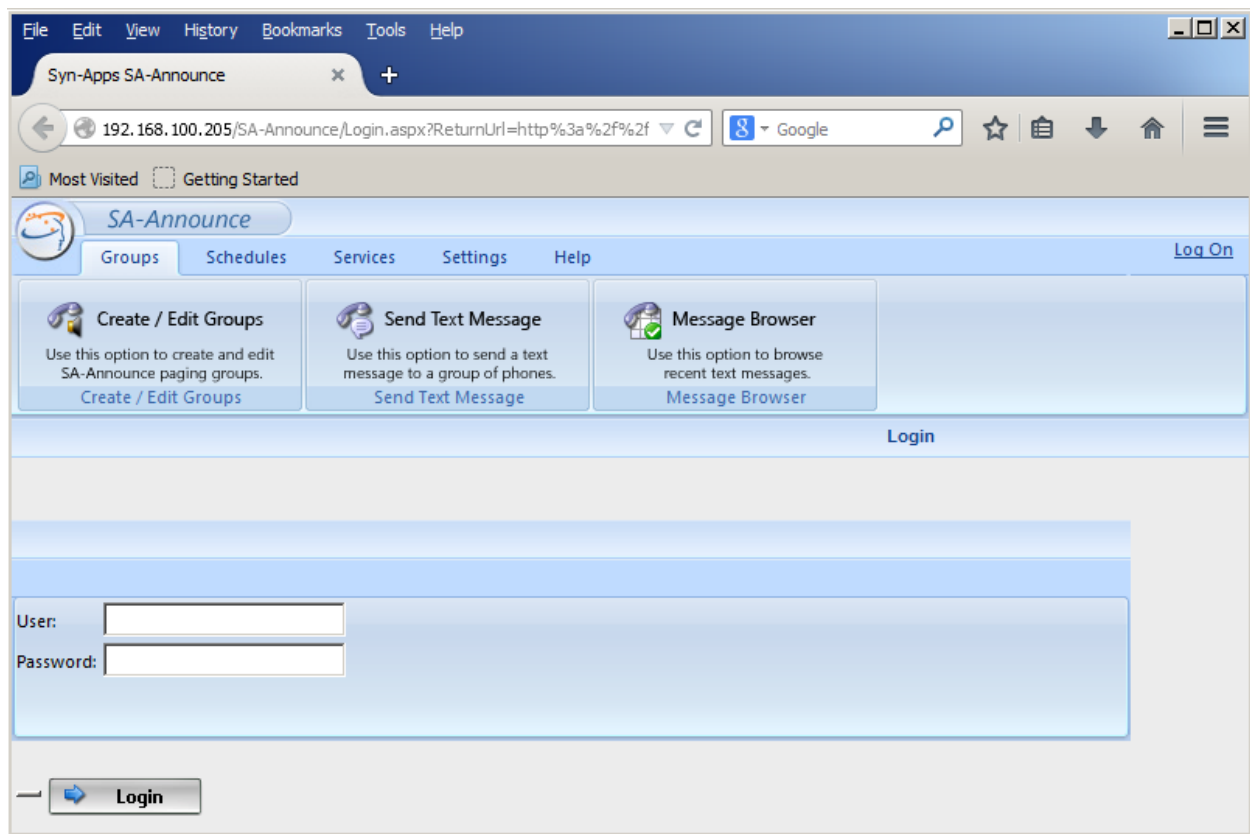 File Edit View History Bookmarks Tools Help
Syn-Apps SA-Announce
192.168.100.205/SA-Announce/Login.aspx?ReturnUrl=http%3a%2f%2f
Google
Most Visited Getting Started
SA-Announce
Groups Schedules Services Settings Help Log On
Create / Edit Groups Send Text Message Message Browser
Use this option to create and edit Use this option to send a text Use this option to browse
SA-Announce paging groups. message to a group of phones. recent text messages.
Create / Edit Groups Send Text Message Message Browser
Login
User:
Password:
Login